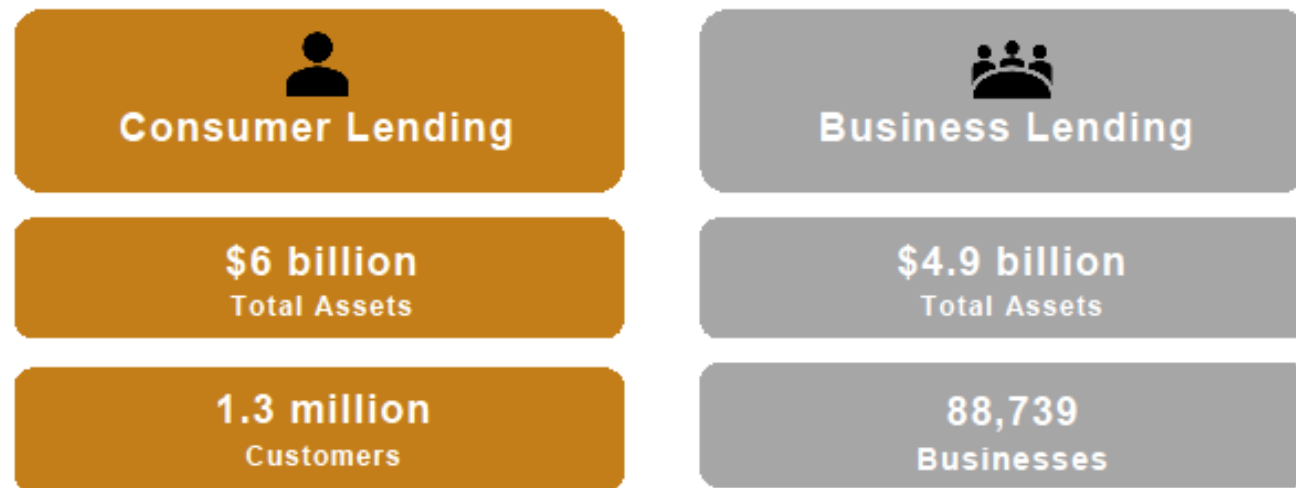 Consumer Lending
$6 billion
Total Assets
1.3 million
Customers
Business Lending
$4.9 billion
Total Assets
88,739
Businesses